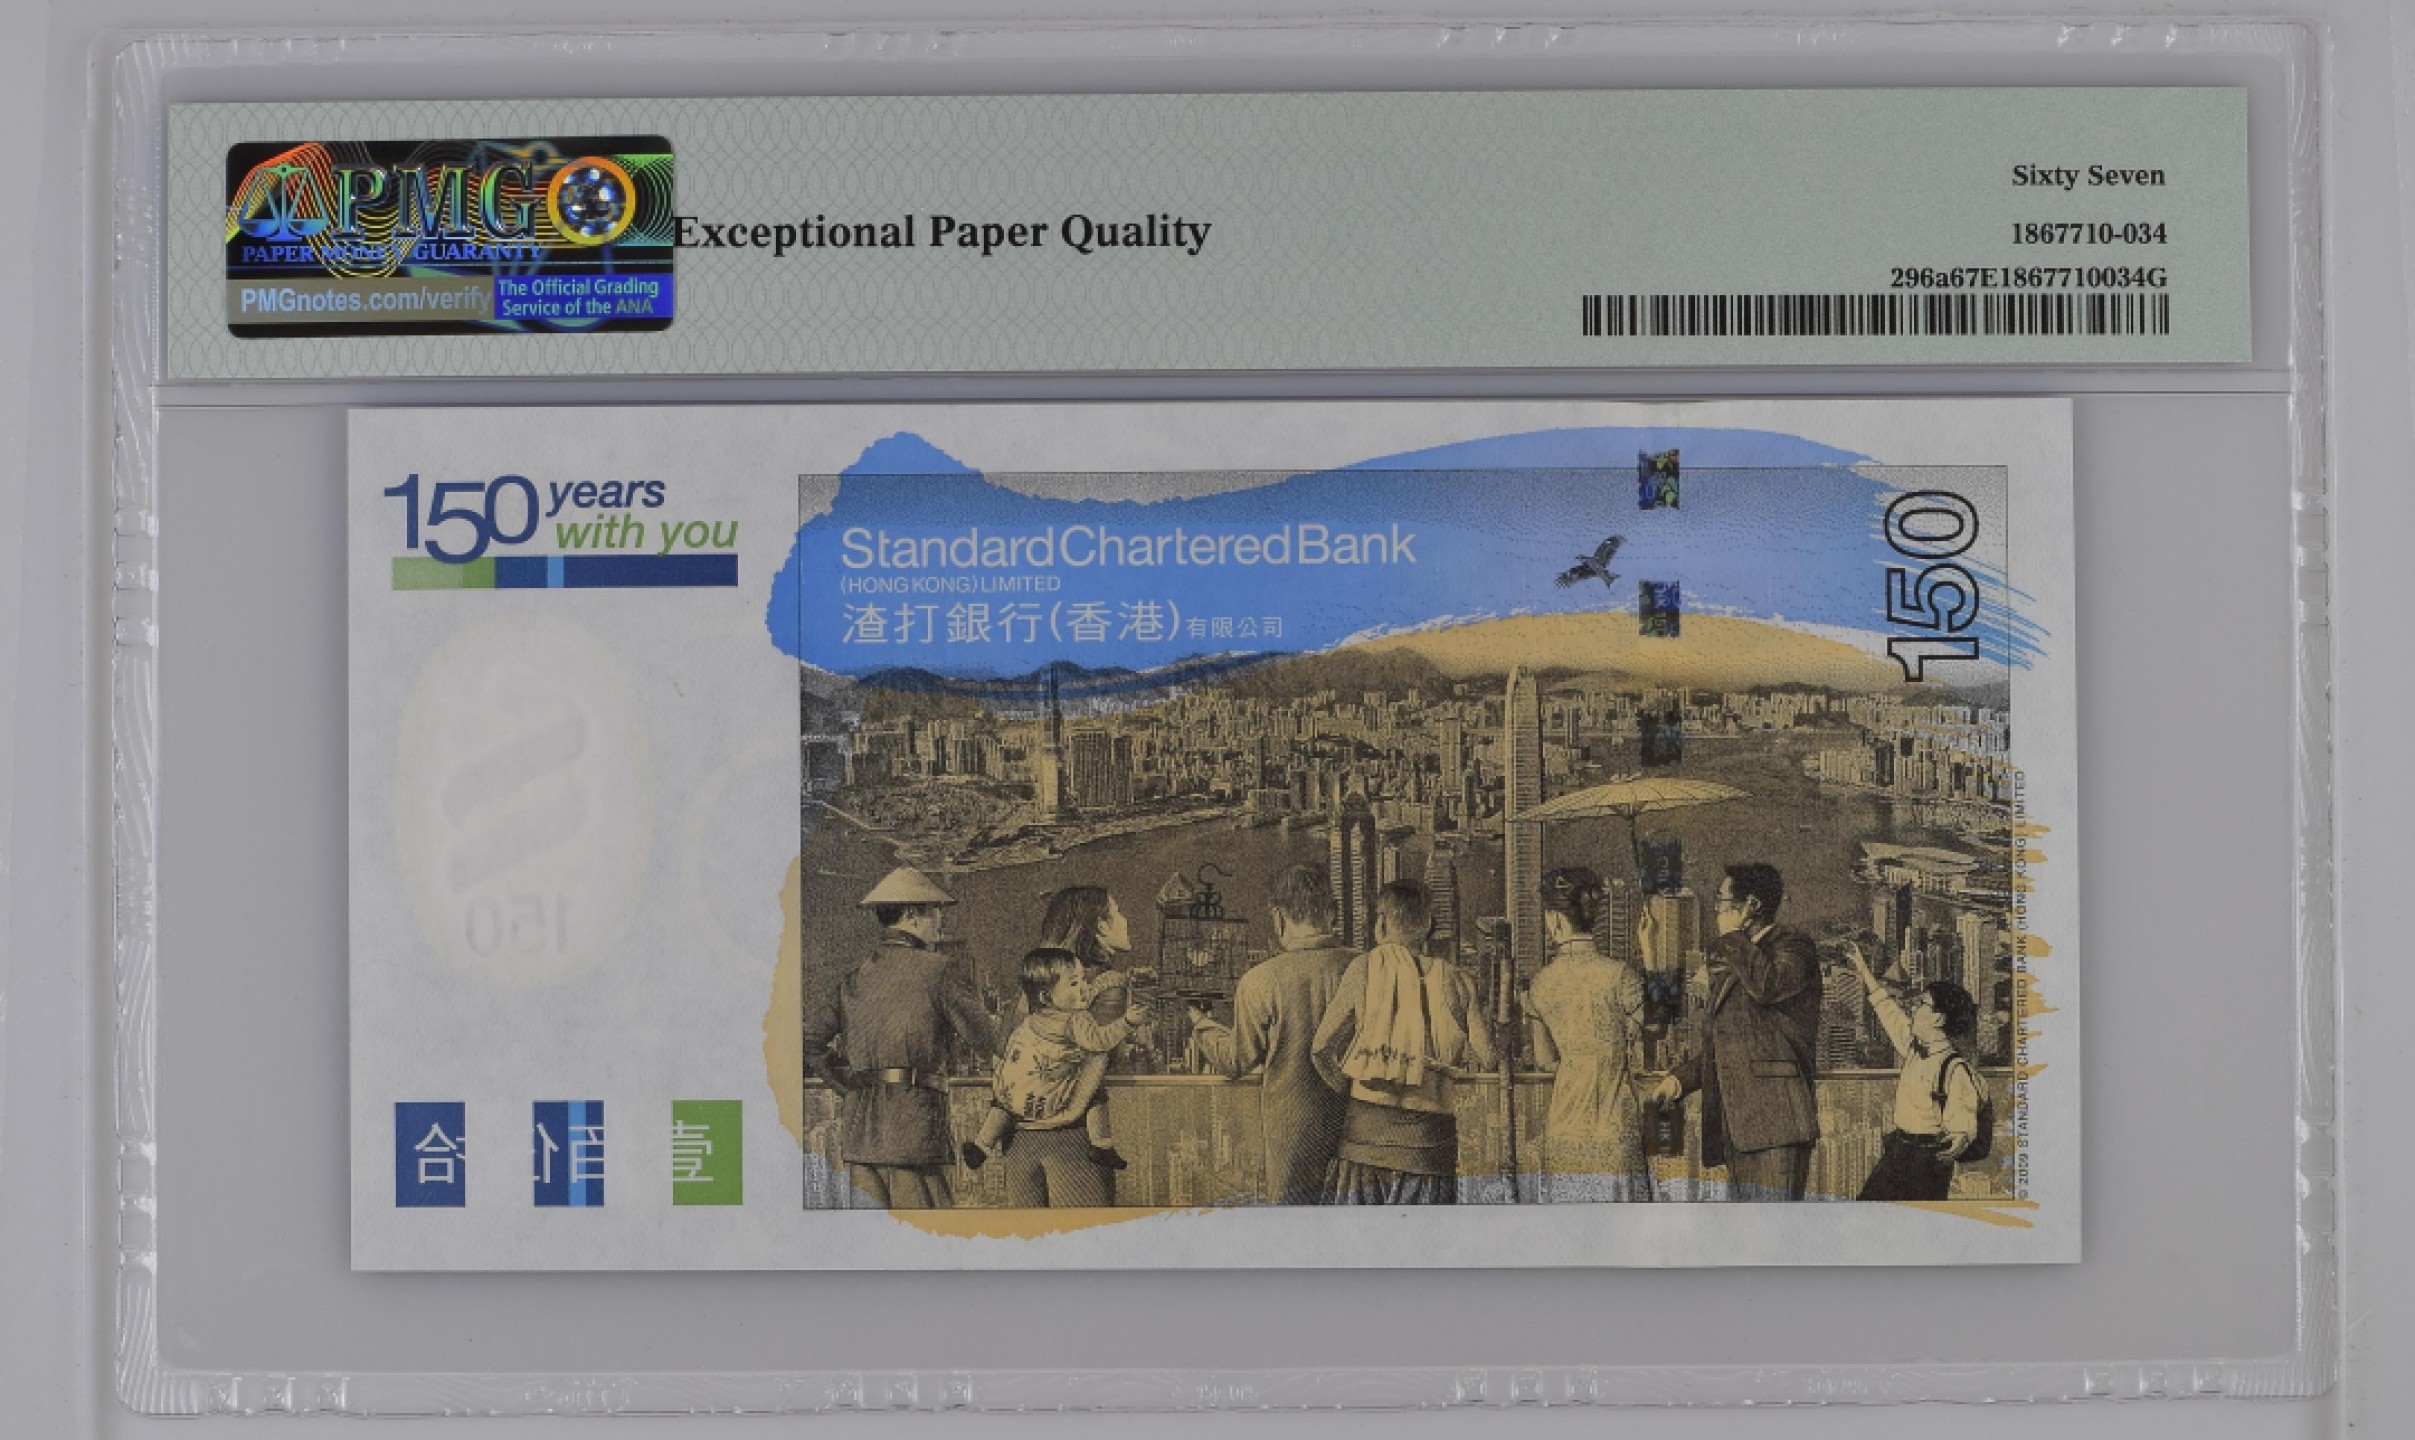 PMG
PAPER MONEY GUARANTY
PMGnotes.com/verify
The Official Grading
Service of the ANA
Exceptional Paper Quality
Sixty Seven
1867710-034
296a67E1867710034G
150 years
with you
Standard Chartered Bank
(HONG KONG) LIMITED
渣打銀行(香港)有限公司
150
150
© 2009 STANDARD CHARTERED BANK (HONG KONG) LIMITED